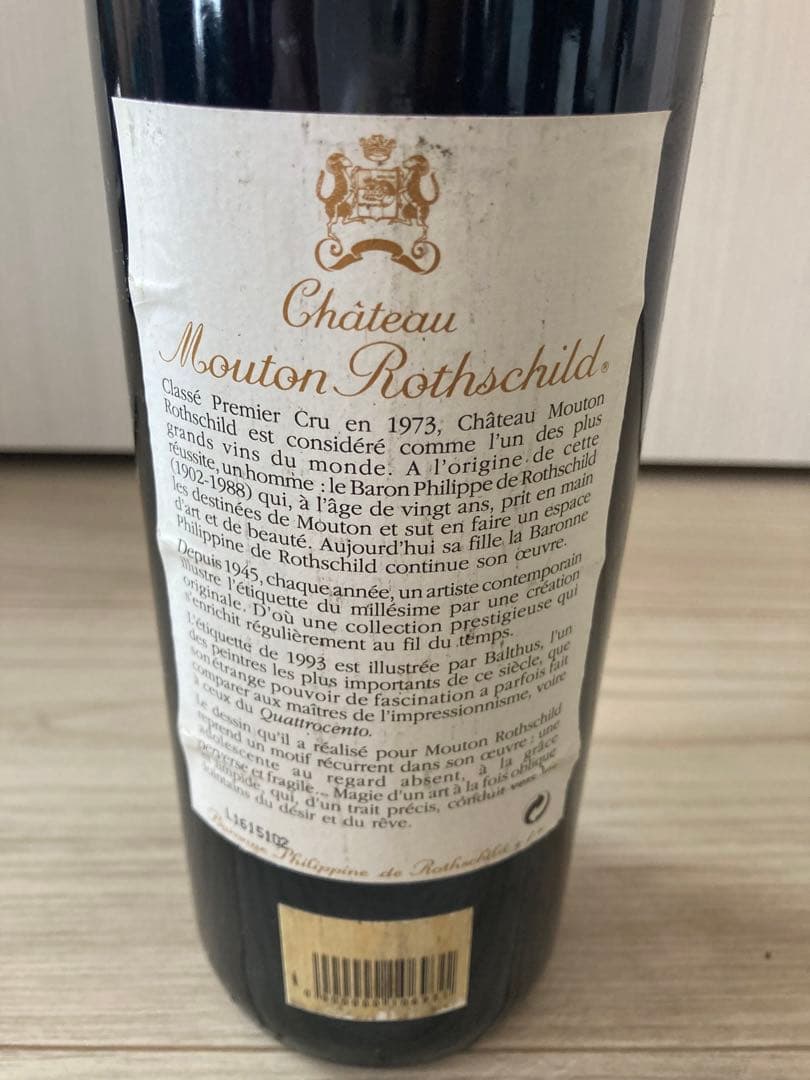 Château
Mouton Rothschild®
Classé Premier Cru en 1973, Château Mouton
Rothschild est considéré comme l'un des plus
grands vins du monde. A l'origine de cette
réussite, un homme : le Baron Philippe de Rothschild
(1902-1988) qui, à l'âge de vingt ans, prit en main
les destinées de Mouton et sut en faire un espace
d'art et de beauté. Aujourd'hui sa fille la Baronne
Philippine de Rothschild continue son œuvre.
Depuis 1945, chaque année, un artiste contemporain
illustre l'étiquette du millésime par une création
originale. D'où une collection prestigieuse qui
s'enrichit régulièrement au fil du temps.
L'étiquette de 1993 est illustrée par Balthus, l'un
des peintres les plus importants de ce siècle, que
son étrange pouvoir de fascination a parfois fait
comparer aux maîtres de l'impressionnisme, voire
à ceux du Quattrocento.
Le dessin qu'il a réalisé pour Mouton Rothschild
reprend un motif récurrent dans son œuvre : une
adolescente au regard absent, à la grâce
perverse et fragile... Magie d'un art à la fois oblique
et limpide, qui, d'un trait précis, conduit vers les
lointains du désir et du rêve.
L1615102
Baronne Philippine de Rothschild